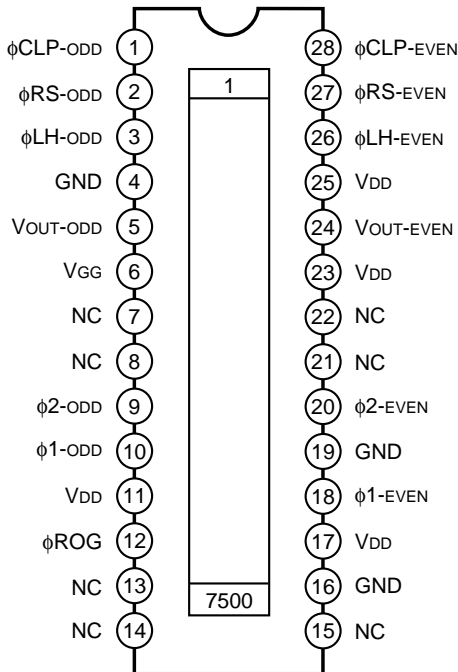 φCLP-ODD 1 28 φCLP-EVEN
φRS-ODD 2 1 27 φRS-EVEN
φLH-ODD 3 26 φLH-EVEN
GND 4 25 VDD
VOUT-ODD 5 24 VOUT-EVEN
VGG 6 23 VDD
NC 7 22 NC
NC 8 21 NC
φ2-ODD 9 20 φ2-EVEN
φ1-ODD 10 19 GND
VDD 11 18 φ1-EVEN
φROG 12 17 VDD
NC 13 7500 16 GND
NC 14 15 NC